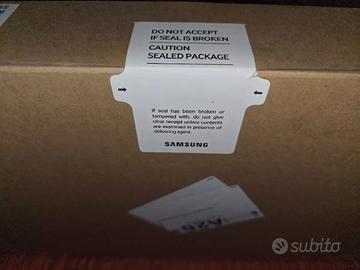 DO NOT ACCEPT
IF SEAL IS BROKEN
CAUTION
SEALED PACKAGE
If seal has been broken or
tampered with, do not give
clear receipt unless contents
are examined in presence of
delivering agent.
SAMSUNG
A26
subito